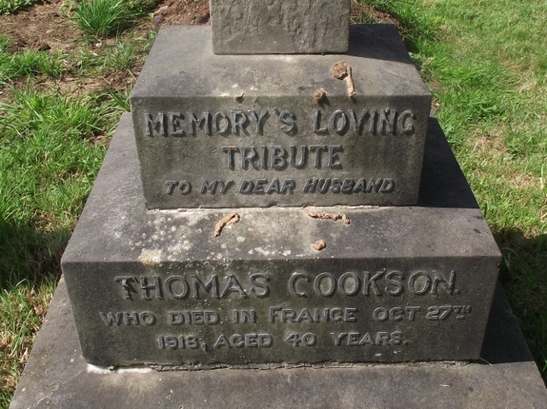 MEMORY'S LOVING
TRIBUTE
TO MY DEAR HUSBAND
THOMAS COOKSON.
WHO DIED IN FRANCE OCT 27TH
1918, AGED 40 YEARS.